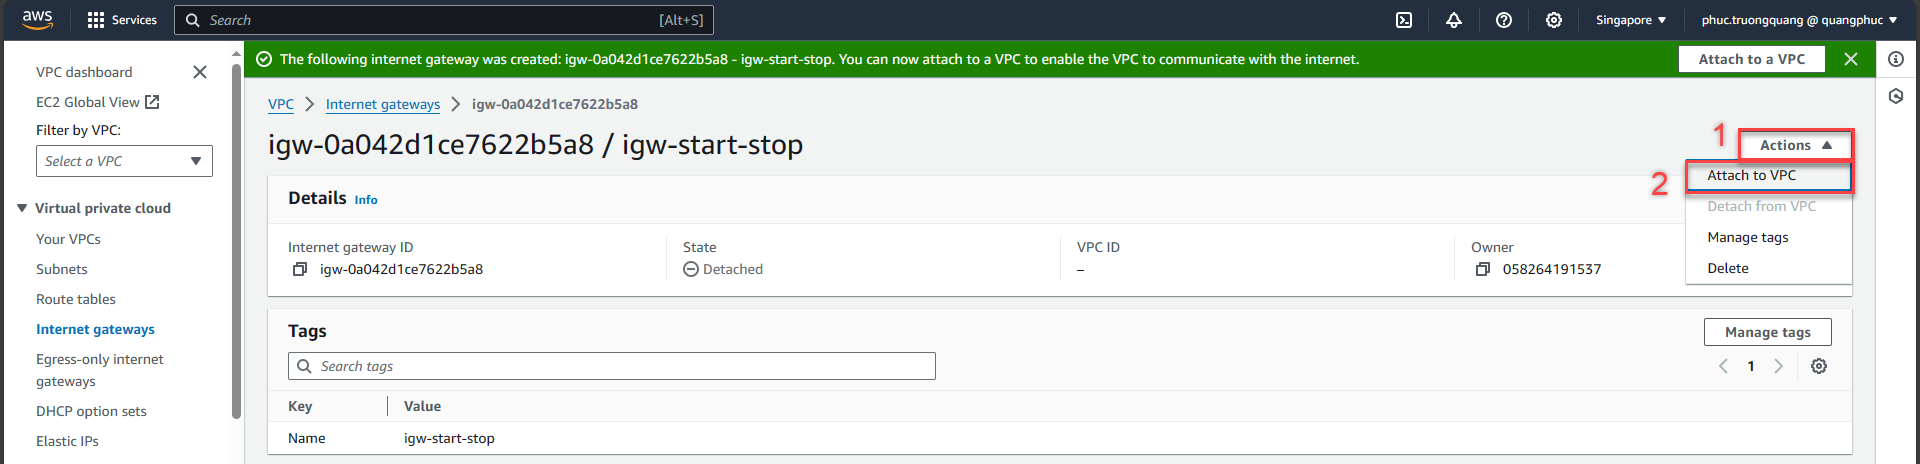 aws Services Search [Alt+S] Singapore phuc.truongquang @ quangphuc
The following internet gateway was created: igw-0a042d1ce7622b5a8 - igw-start-stop. You can now attach to a VPC to enable the VPC to communicate with the internet. Attach to a VPC
VPC dashboard
EC2 Global View
Filter by VPC:
Select a VPC
Virtual private cloud
Your VPCs
Subnets
Route tables
Internet gateways
Egress-only internet
gateways
DHCP option sets
Elastic IPs
VPC Internet gateways igw-0a042d1ce7622b5a8
igw-0a042d1ce7622b5a8 / igw-start-stop
1 Actions
2 Attach to VPC
Detach from VPC
Manage tags
Delete
Details Info
Internet gateway ID
igw-0a042d1ce7622b5a8
State
Detached
VPC ID
–
Owner
058264191537
Tags
Manage tags
Search tags
1
Key Value
Name igw-start-stop